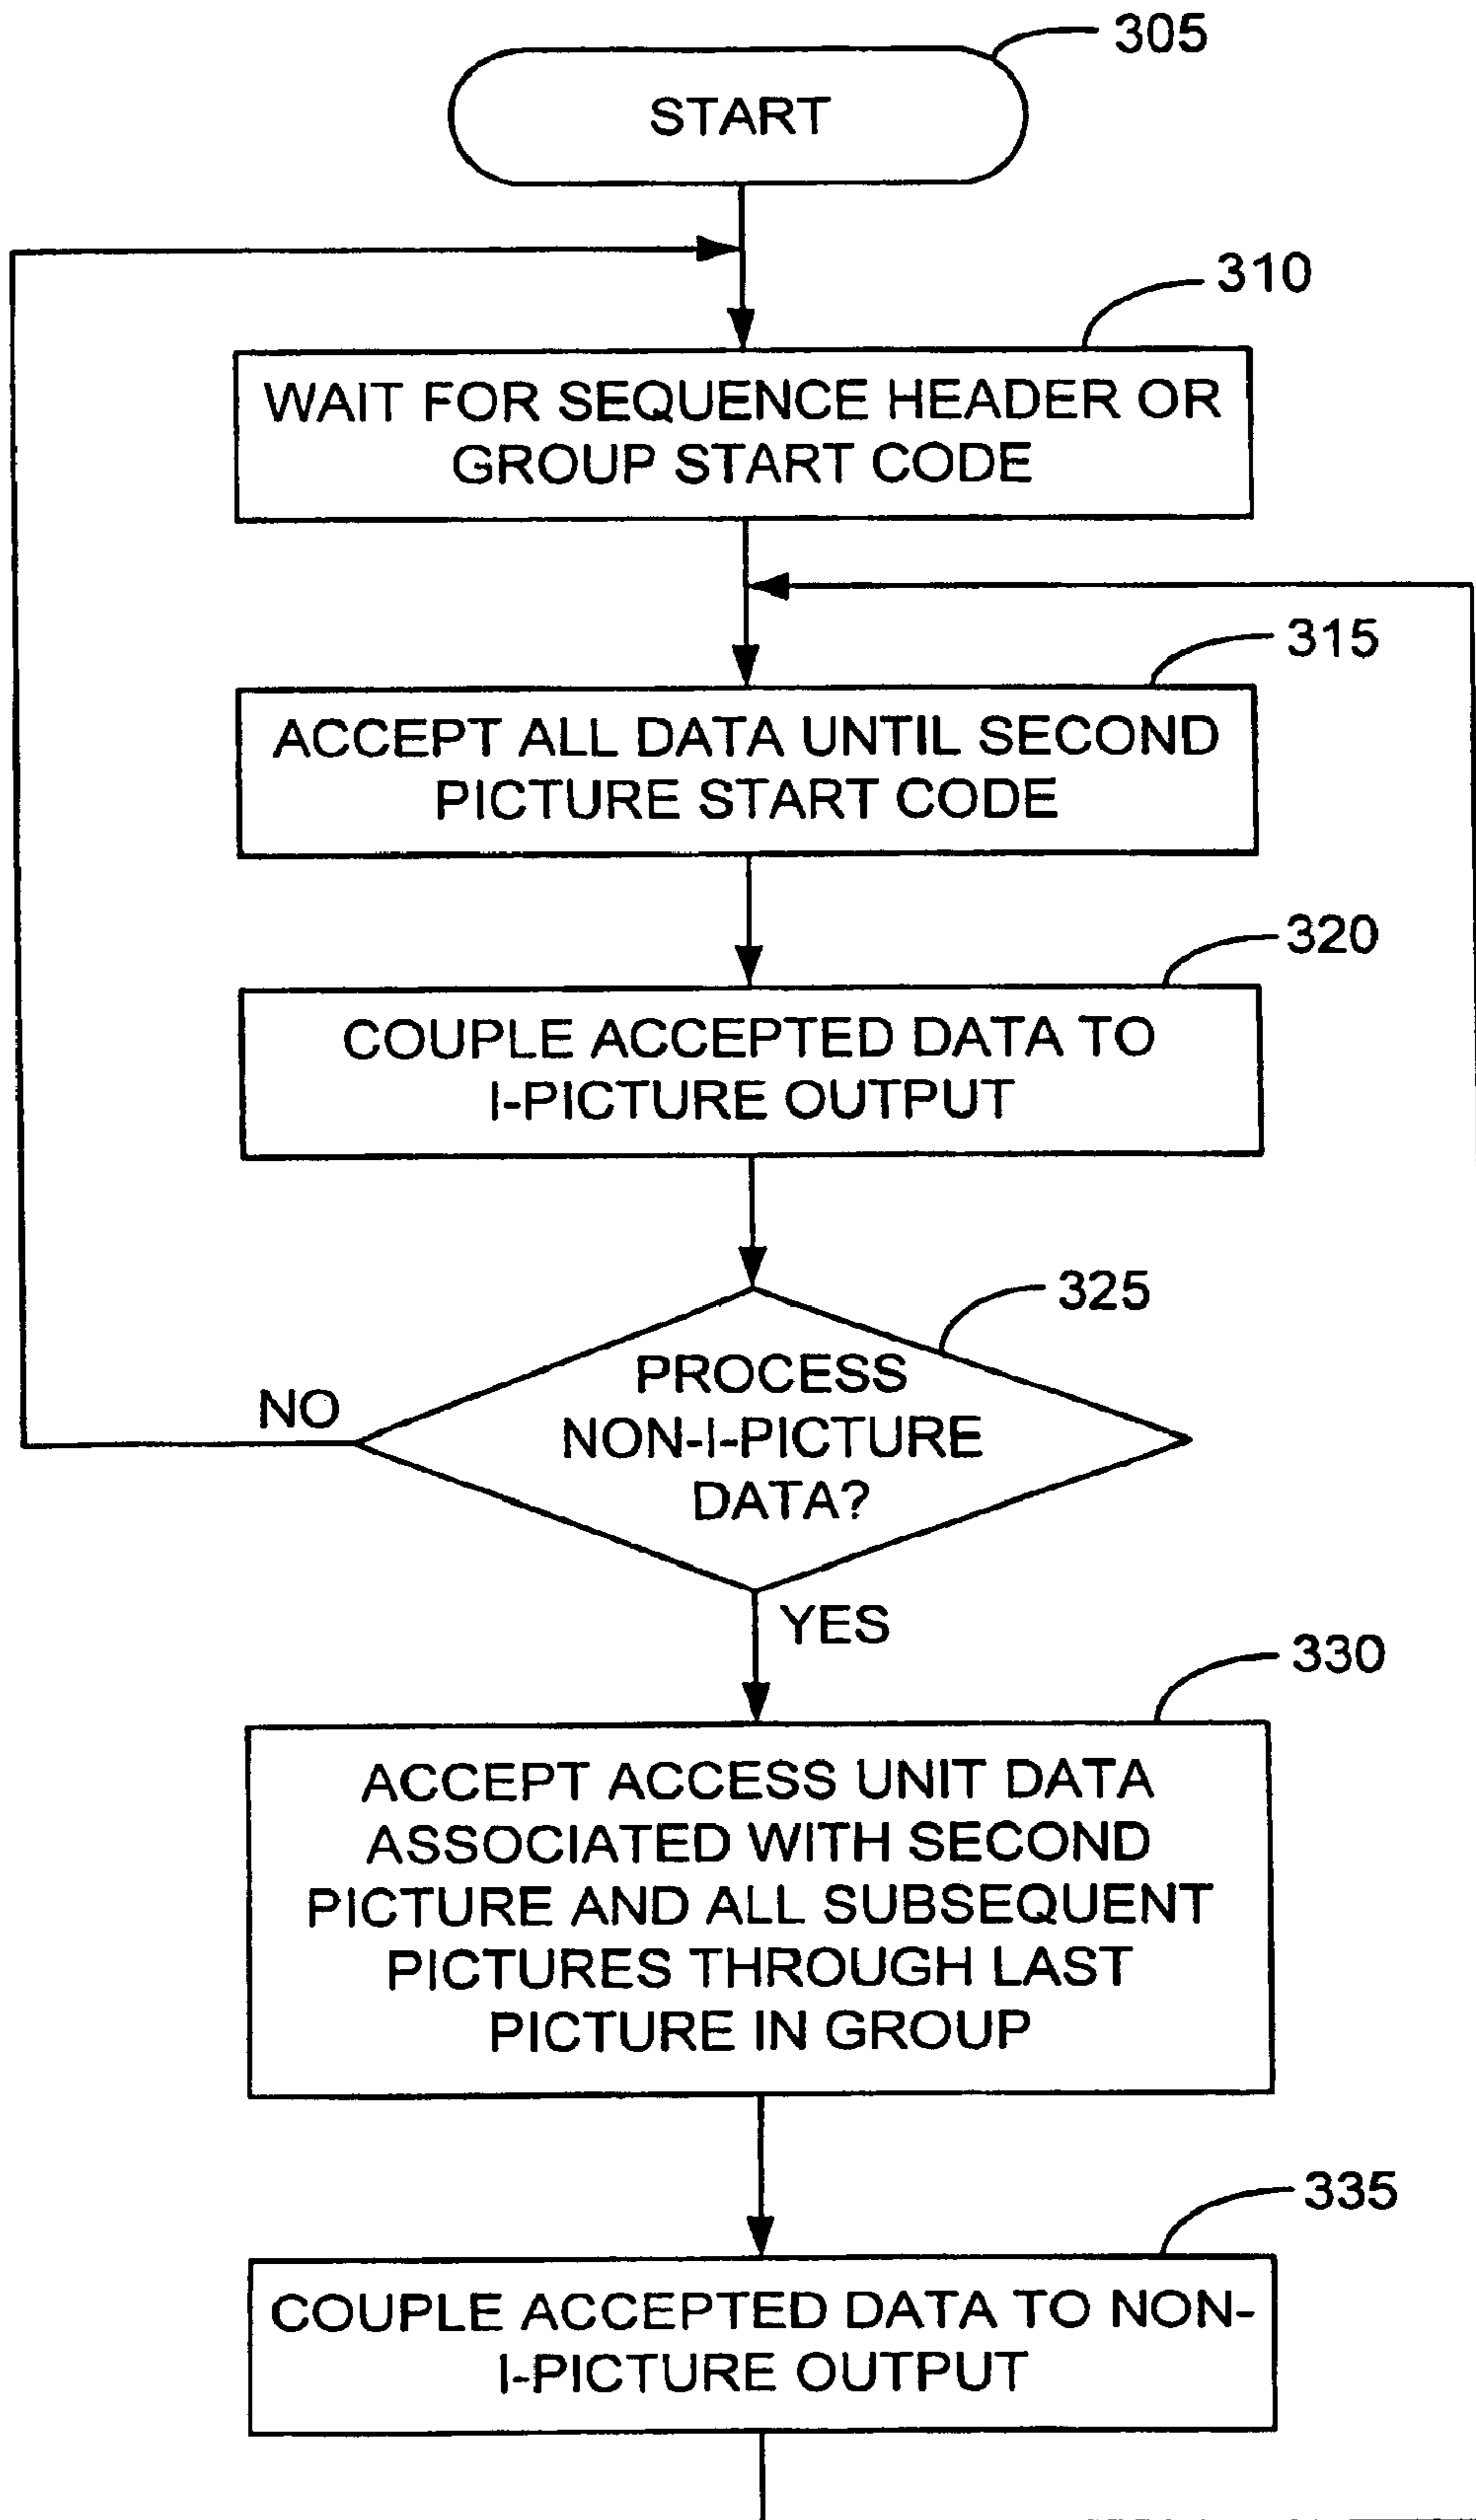 305
START
310
WAIT FOR SEQUENCE HEADER OR
GROUP START CODE
315
ACCEPT ALL DATA UNTIL SECOND
PICTURE START CODE
320
COUPLE ACCEPTED DATA TO
I-PICTURE OUTPUT
325
PROCESS
NON-I-PICTURE
DATA?
NO
YES
330
ACCEPT ACCESS UNIT DATA
ASSOCIATED WITH SECOND
PICTURE AND ALL SUBSEQUENT
PICTURES THROUGH LAST
PICTURE IN GROUP
335
COUPLE ACCEPTED DATA TO NON-
I-PICTURE OUTPUT